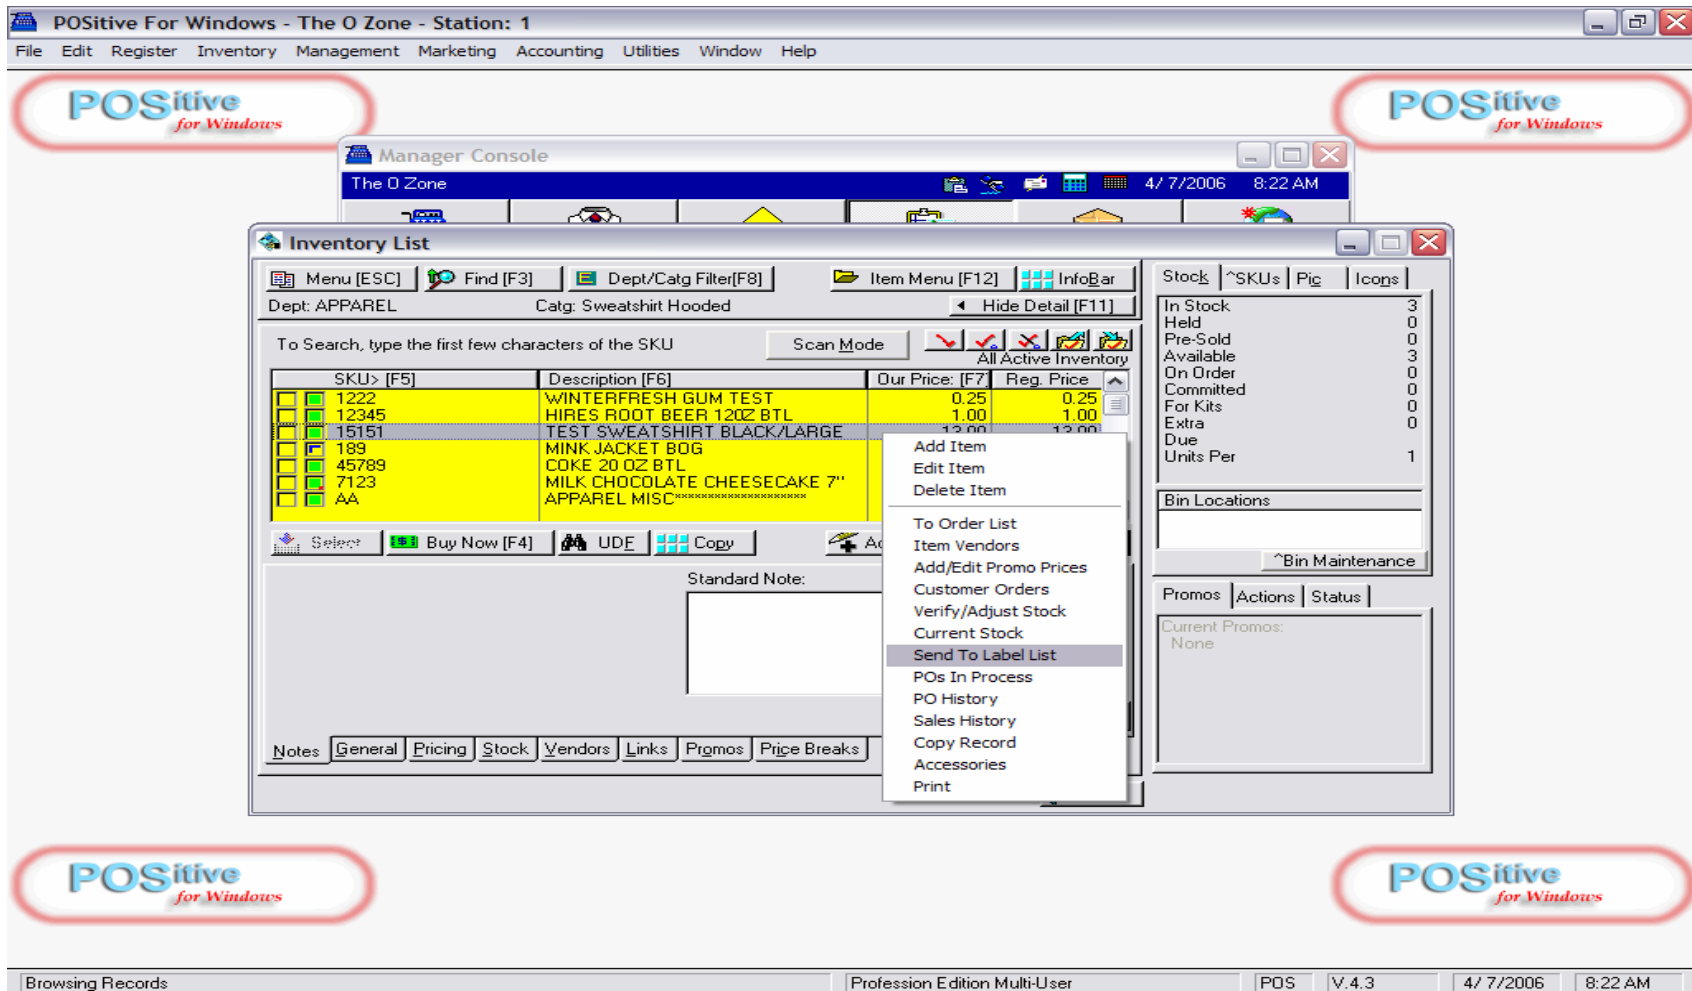 POSitive For Windows - The O Zone - Station: 1
File Edit Register Inventory Management Marketing Accounting Utilities Window Help
POSitive
for Windows
POSitive
for Windows
Manager Console
The O Zone 4/ 7/2006 8:22 AM
Inventory List
Menu [ESC] Find [F3] Dept/Catg Filter[F8] Item Menu [F12] InfoBar
Dept: APPAREL Catg: Sweatshirt Hooded Hide Detail [F11]
To Search, type the first few characters of the SKU Scan Mode
All Active Inventory
SKU> [F5] Description [F6] Our Price: [F7] Reg. Price
1222 WINTERFRESH GUM TEST 0.25 0.25
12345 HIRES ROOT BEER 12OZ BTL 1.00 1.00
15151 TEST SWEATSHIRT BLACK/LARGE 12.00 12.00
189 MINK JACKET BOG
45789 COKE 20 OZ BTL
7123 MILK CHOCOLATE CHEESECAKE 7"
AA APPAREL MISC*********************
Select Buy Now [F4] UDF Copy
Standard Note:
Notes General Pricing Stock Vendors Links Promos Price Breaks
Add Item
Edit Item
Delete Item
To Order List
Item Vendors
Add/Edit Promo Prices
Customer Orders
Verify/Adjust Stock
Current Stock
Send To Label List
POs In Process
PO History
Sales History
Copy Record
Accessories
Print
Stock ^SKUs Pic Icons
In Stock 3
Held 0
Pre-Sold 0
Available 3
On Order 0
Committed 0
For Kits 0
Extra 0
Due
Units Per 1
Bin Locations
^Bin Maintenance
Promos Actions Status
Current Promos:
None
POSitive
for Windows
POSitive
for Windows
Browsing Records Profession Edition Multi-User POS V.4.3 4/ 7/2006 8:22 AM